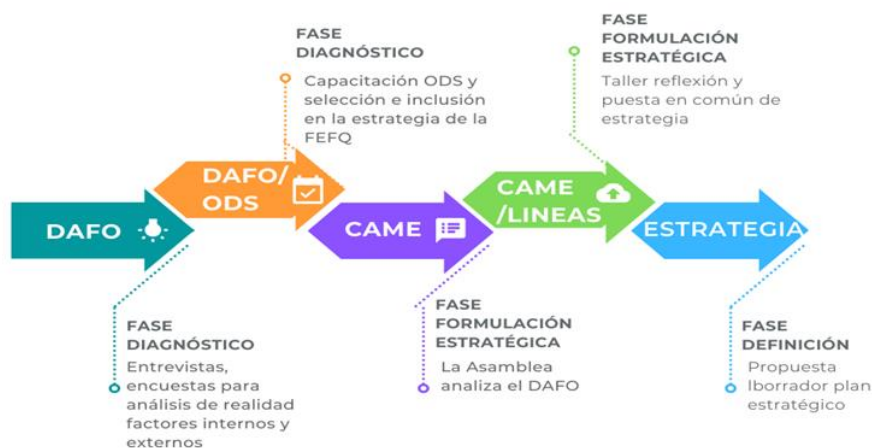 FASE
DIAGNÓSTICO
Capacitación ODS y
selección e inclusión
en la estrategia de la
FEFQ
FASE
FORMULACIÓN
ESTRATÉGICA
Taller reflexión y
puesta en común de
estrategia
DAFO
DAFO/
ODS
CAME
CAME
/LINEAS
ESTRATEGIA
FASE
DIAGNÓSTICO
Entrevistas,
encuestas para
análisis de realidad
factores internos y
externos
FASE
FORMULACIÓN
ESTRATÉGICA
La Asamblea
analiza el DAFO
FASE
DEFINICIÓN
Propuesta
lborrador plan
estratégico